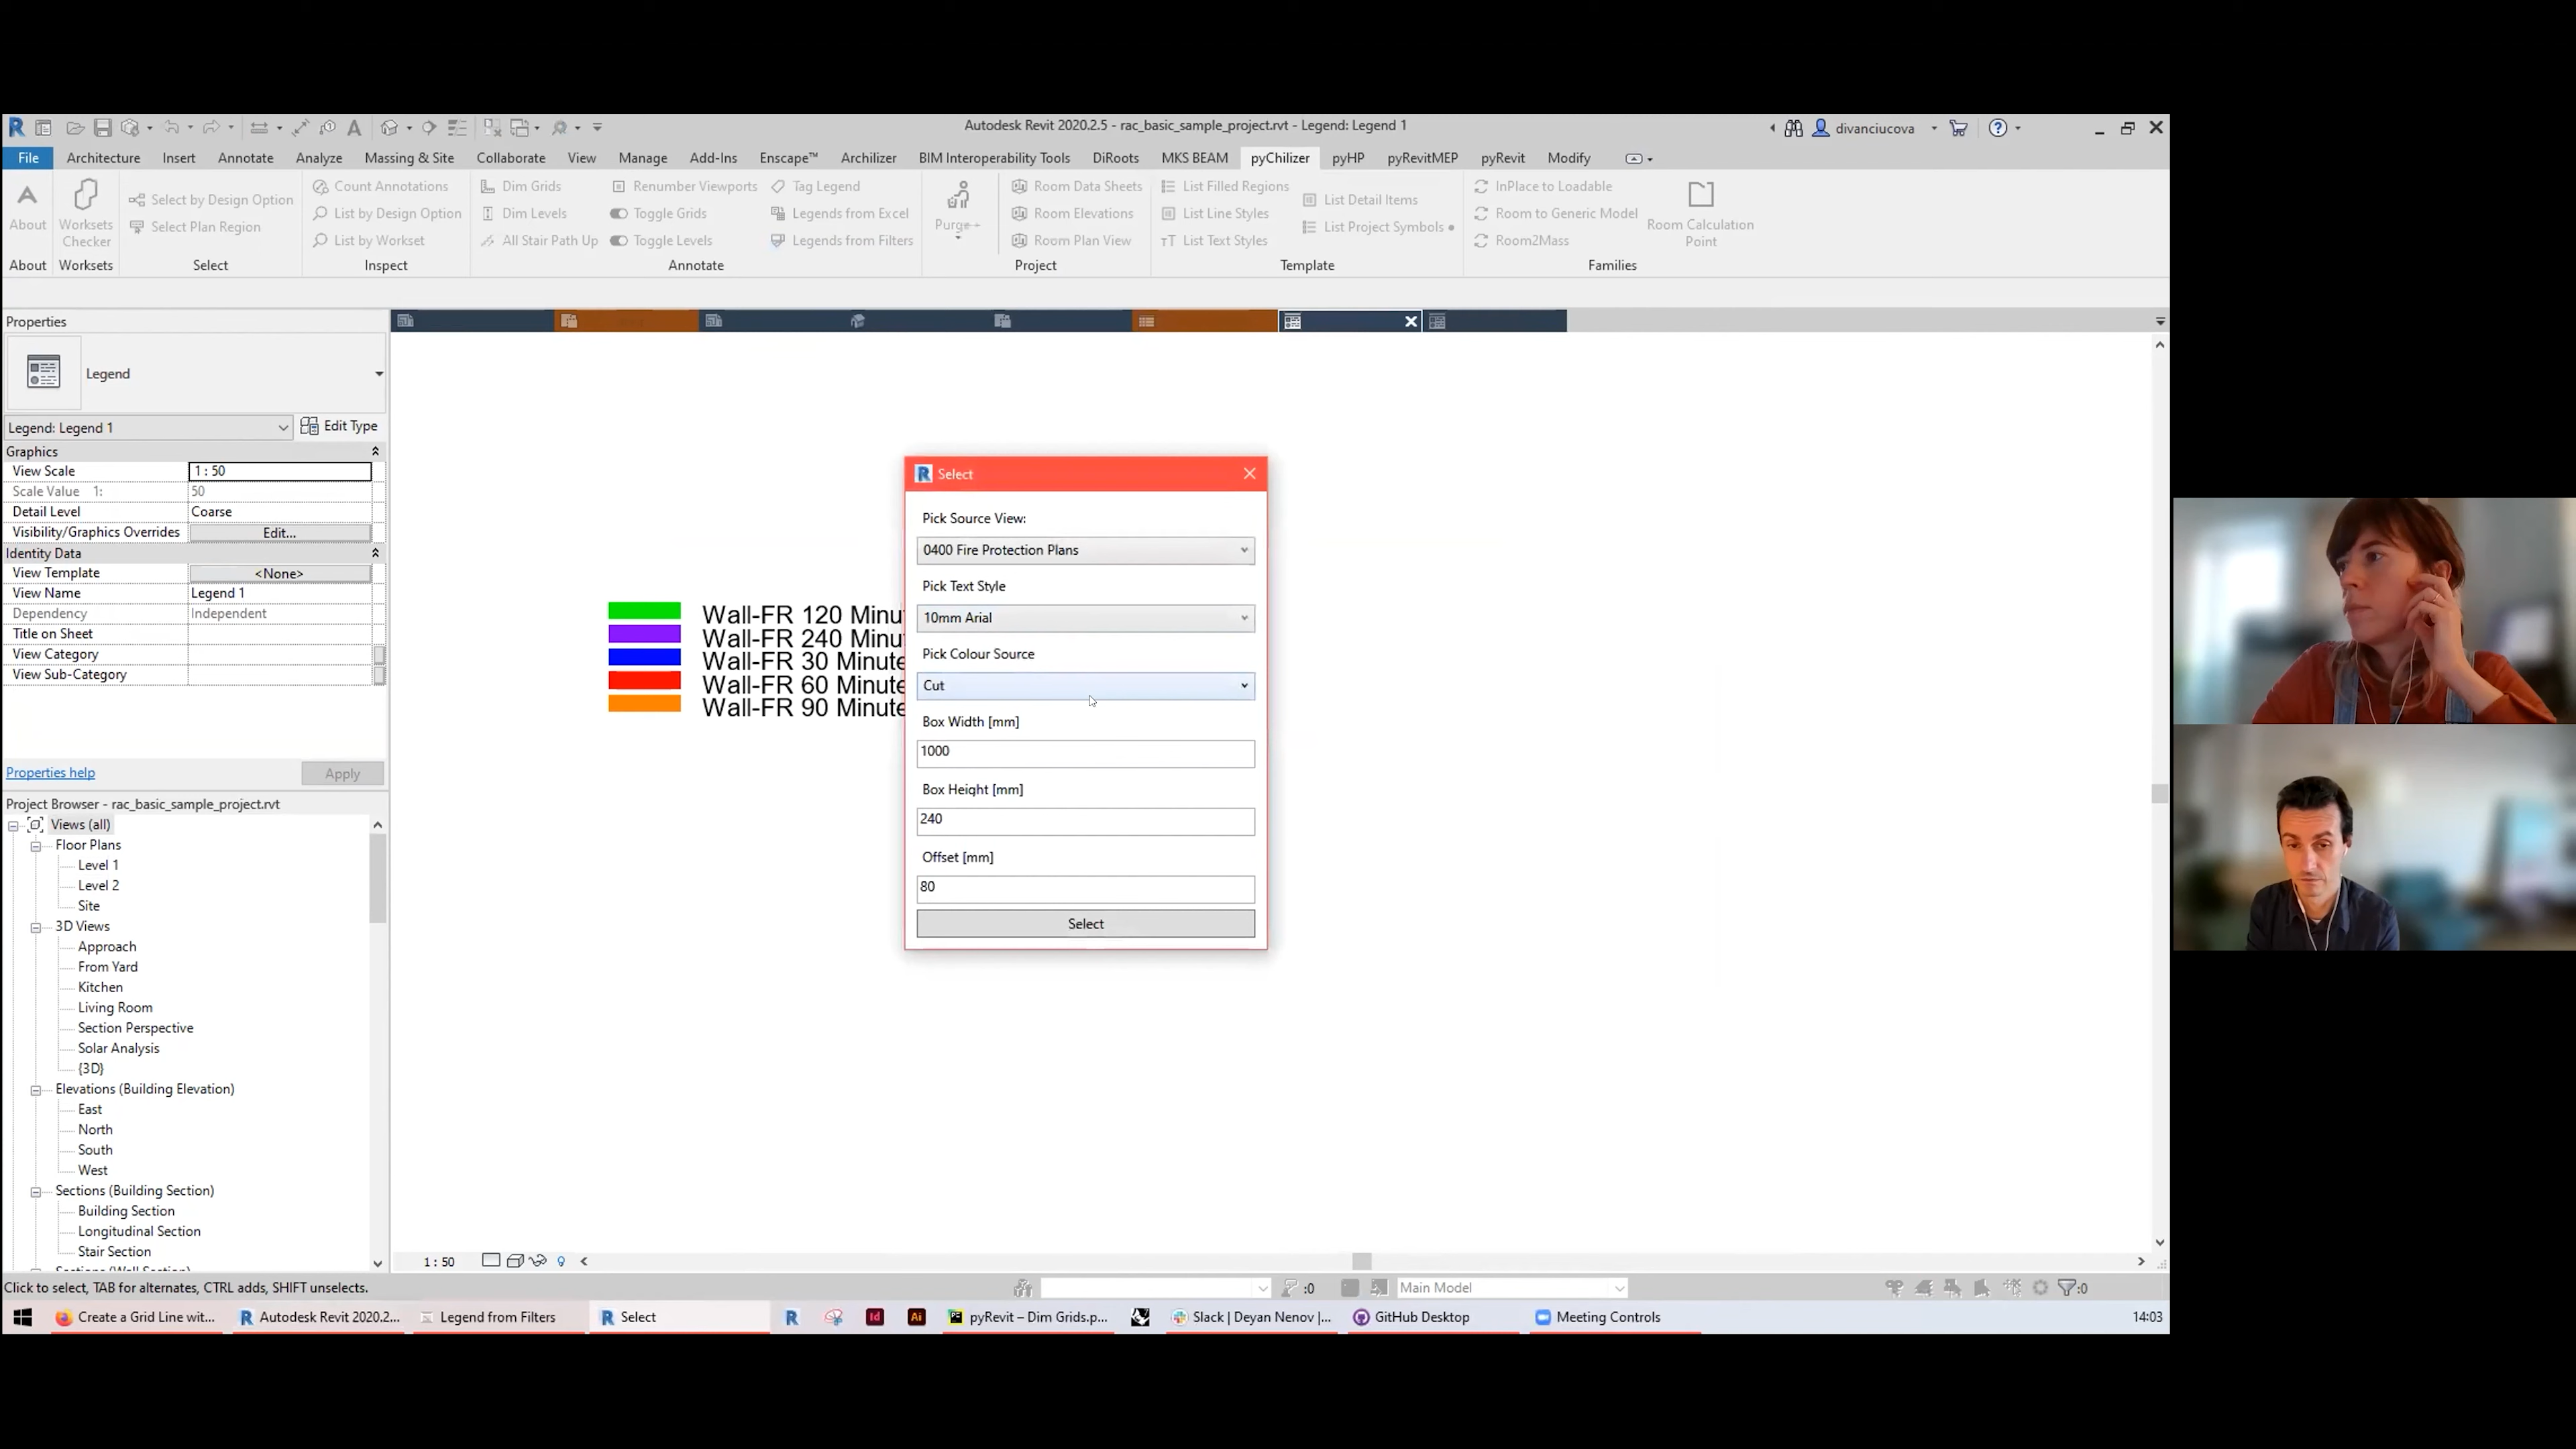 Autodesk Revit 2020.2.5 - rac_basic_sample_project.rvt - Legend: Legend 1
divanciucova
File Architecture Insert Annotate Analyze Massing & Site Collaborate View Manage Add-Ins Enscape™ Archilizer BIM Interoperability Tools DiRoots MKS BEAM pyChilizer pyHP pyRevitMEP pyRevit Modify
Count Annotations Dim Grids Renumber Viewports Tag Legend Room Data Sheets List Filled Regions InPlace to Loadable
Select by Design Option List Detail Items
List by Design Option Dim Levels Toggle Grids Legends from Excel Room Elevations List Line Styles Room to Generic Model
About Worksets Checker Select Plan Region Purge++ List Project Symbols Room Calculation Point
List by Workset All Stair Path Up Toggle Levels Legends from Filters Room Plan View List Text Styles Room2Mass
About Worksets Select Inspect Annotate Project Template Families
Properties
Legend
Legend: Legend 1 Edit Type
Graphics
View Scale 1 : 50
Scale Value 1: 50
Detail Level Coarse
Visibility/Graphics Overrides Edit...
Identity Data
View Template <None>
View Name Legend 1
Dependency Independent
Title on Sheet
View Category
View Sub-Category
Properties help Apply
Project Browser - rac_basic_sample_project.rvt
Views (all)
Floor Plans
Level 1
Level 2
Site
3D Views
Approach
From Yard
Kitchen
Living Room
Section Perspective
Solar Analysis
{3D}
Elevations (Building Elevation)
East
North
South
West
Sections (Building Section)
Building Section
Longitudinal Section
Stair Section
Wall-FR 120 Minu
Wall-FR 240 Minu
Wall-FR 30 Minute
Wall-FR 60 Minute
Wall-FR 90 Minute
Select
Pick Source View:
0400 Fire Protection Plans
Pick Text Style
10mm Arial
Pick Colour Source
Cut
Box Width [mm]
1000
Box Height [mm]
240
Offset [mm]
80
Select
1 : 50
Click to select, TAB for alternates, CTRL adds, SHIFT unselects. :0 Main Model :0
Create a Grid Line wit... Autodesk Revit 2020.2... Legend from Filters Select pyRevit – Dim Grids.p... Slack | Deyan Nenov |... GitHub Desktop Meeting Controls 14:03